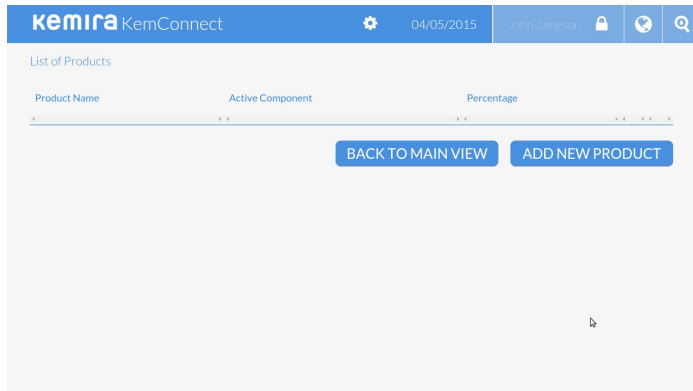 kemira KemConnect 04/05/2015 John Jameson
List of Products
Product Name Active Component Percentage
BACK TO MAIN VIEW ADD NEW PRODUCT